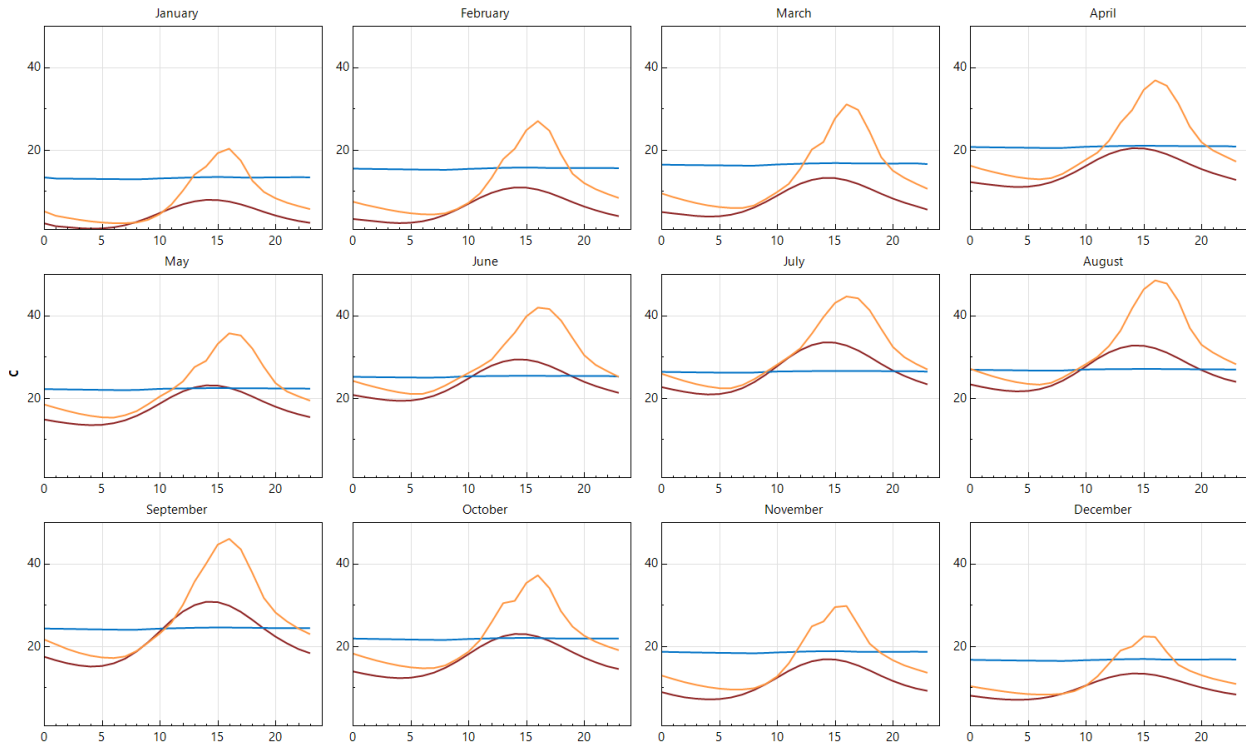 January February March April
40 40 40 40
20 20 20 20
0 5 10 15 20 0 5 10 15 20 0 5 10 15 20 0 5 10 15 20
May June July August
40 40 40 40
C
20 20 20 20
0 5 10 15 20 0 5 10 15 20 0 5 10 15 20 0 5 10 15 20
September October November December
40 40 40 40
20 20 20 20
0 5 10 15 20 0 5 10 15 20 0 5 10 15 20 0 5 10 15 20